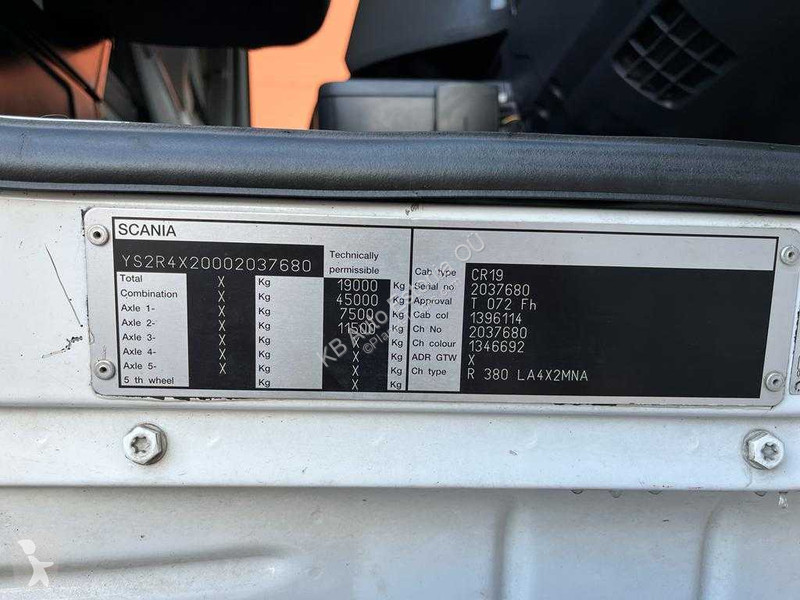 SCANIA
YS2R4X20002037680
Technically permissible
Total X Kg 19000 Kg
Combination X Kg 45000 Kg
Axle 1- X Kg 7500 Kg
Axle 2- X Kg 11500 Kg
Axle 3- X Kg X Kg
Axle 4- X Kg X Kg
Axle 5- X Kg X Kg
5 th wheel Kg X Kg
Cab type CR19
Serial no 2037680
Approval T 072 Fh
Cab col 1396114
Ch No 2037680
Ch colour 1346692
ADR GTW X
Ch type R 380 LA4X2MNA
KB Auto OÜ